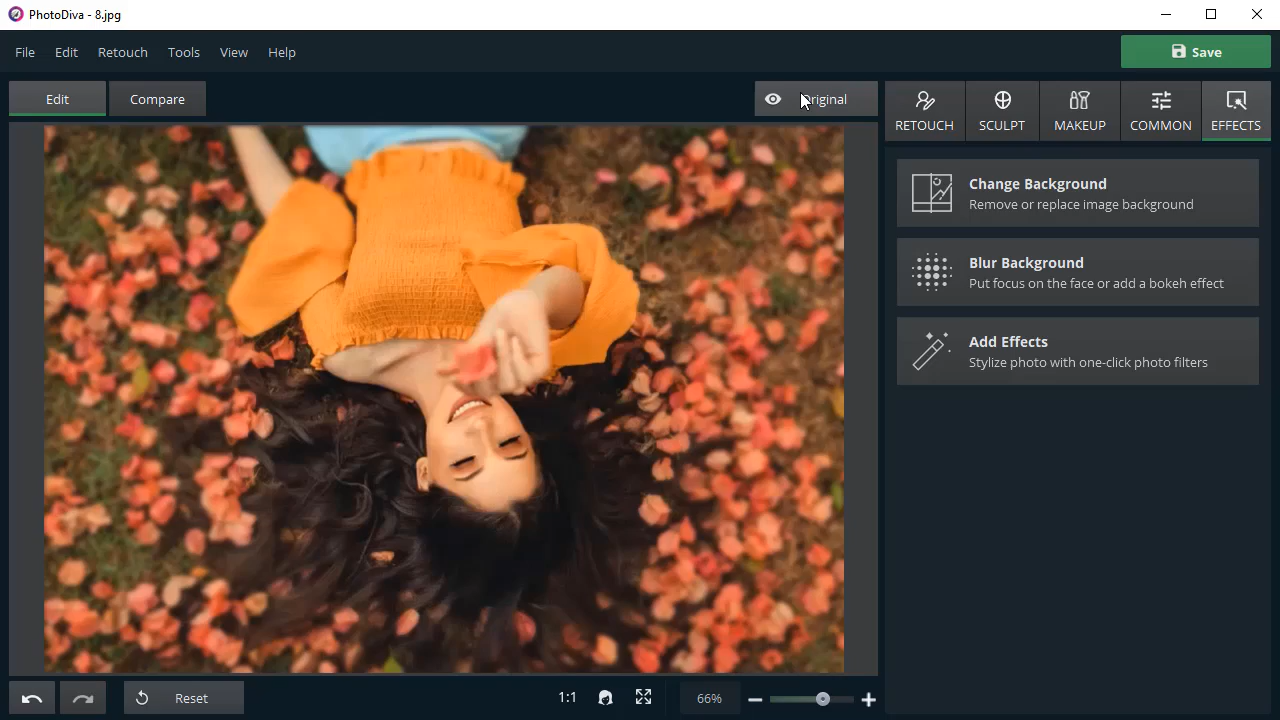 PhotoDiva - 8.jpg
File Edit Retouch Tools View Help
Save
Edit Compare
RETOUCH SCULPT MAKEUP COMMON EFFECTS
Change Background
Remove or replace image background
Blur Background
Put focus on the face or add a bokeh effect
Add Effects
Stylize photo with one-click photo filters
Reset
1:1
66%